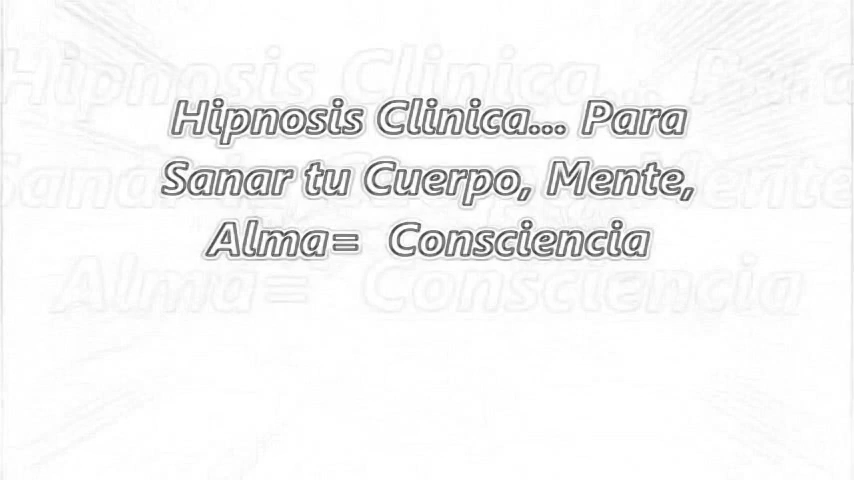 Hipnosis Clinica... Para
Sanar tu Cuerpo, Mente,
Alma= Consciencia